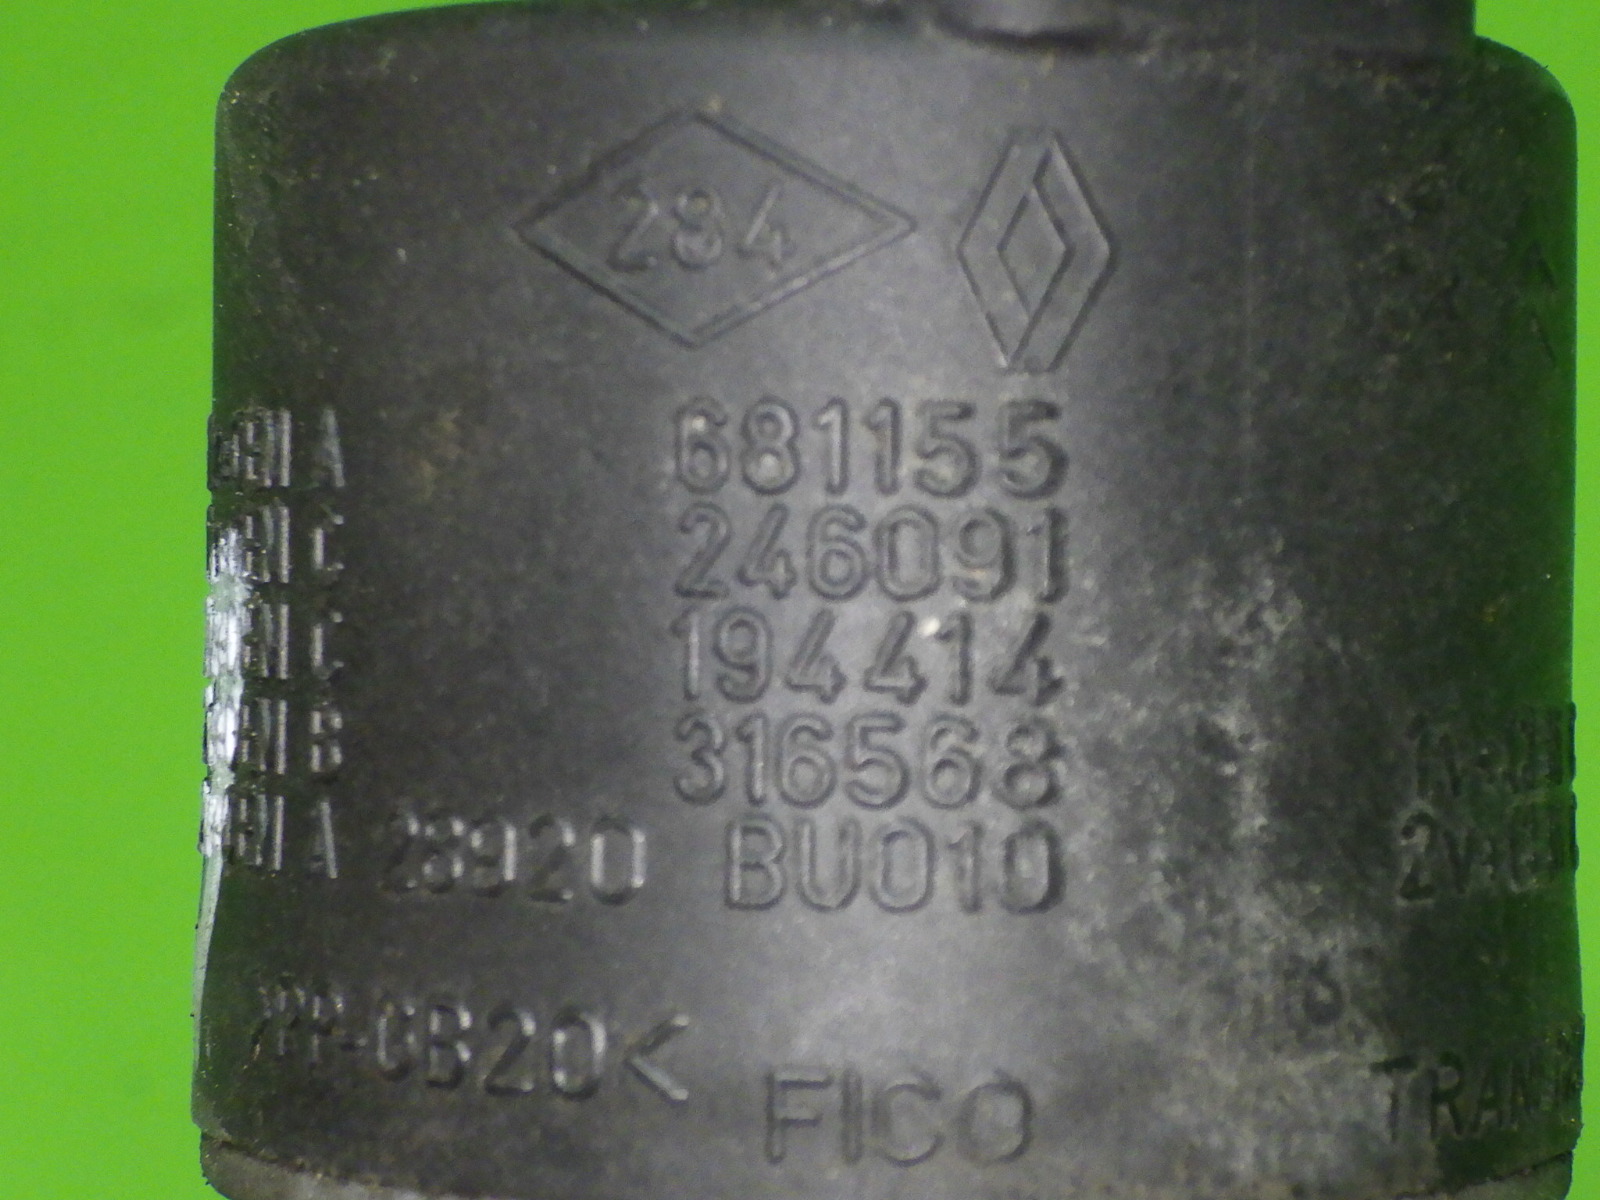 284
A 681155
C 246091
C 194414
B 316568
A 28920 BU010
>PP-GB20<
FICO